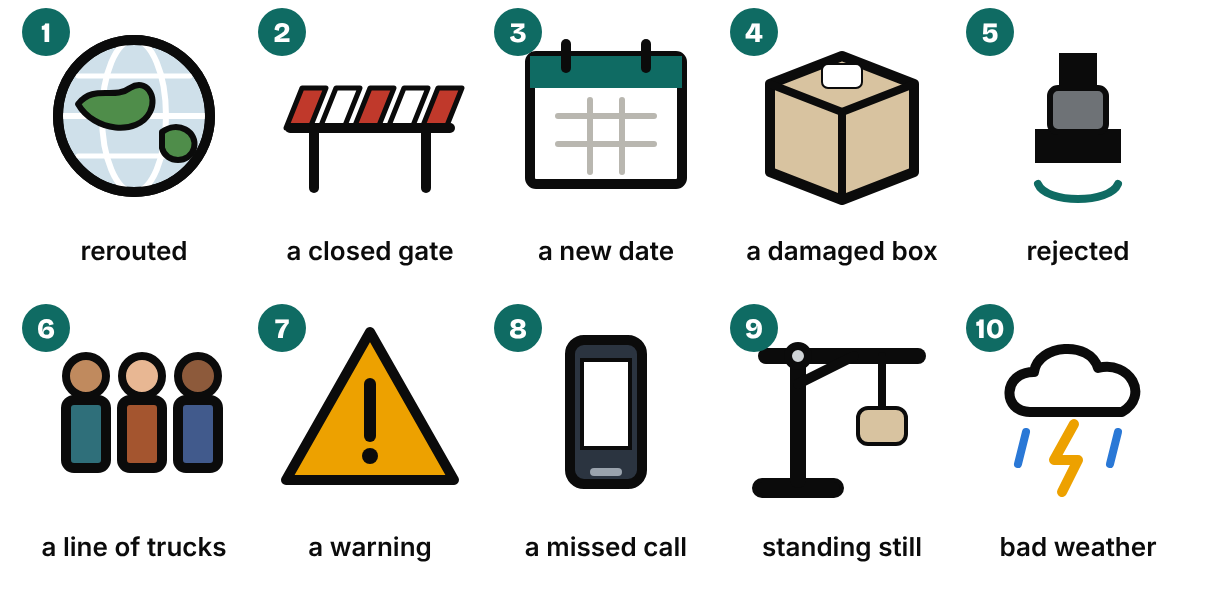 1
rerouted
2
a closed gate
3
a new date
4
a damaged box
5
rejected
6
a line of trucks
7
a warning
8
a missed call
9
standing still
10
bad weather